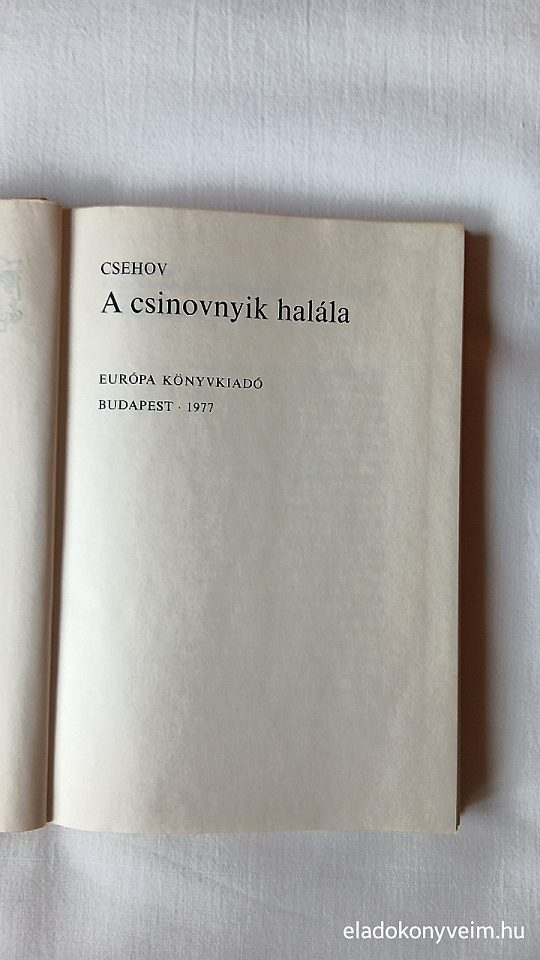 CSEHOV
A csinovnyik halála
EURÓPA KÖNYVKIADÓ
BUDAPEST · 1977
eladokonyveim.hu